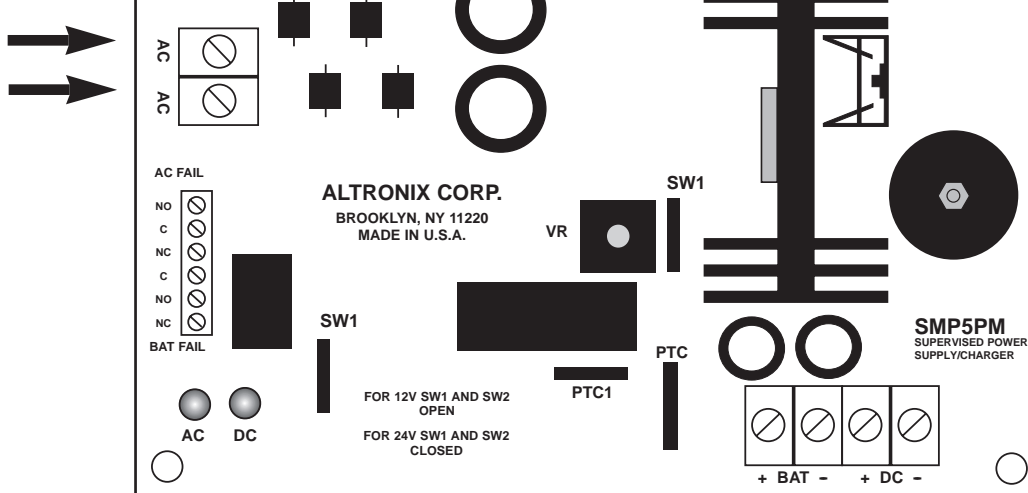 AC
AC
AC FAIL
NO
C
NC
C
NO
NC
BAT FAIL
ALTRONIX CORP.
BROOKLYN, NY 11220
MADE IN U.S.A.
VR
SW1
SW1
PTC1
PTC
FOR 12V SW1 AND SW2
OPEN
FOR 24V SW1 AND SW2
CLOSED
AC DC
SMP5PM
SUPERVISED POWER
SUPPLY/CHARGER
+ BAT - + DC -